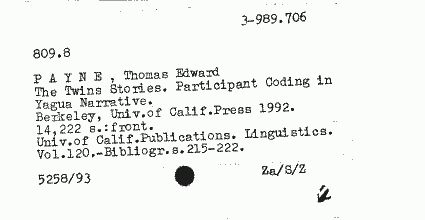 3-989.706
809.8
P A Y N E , Thomas Edward
The Twins Stories. Participant Coding in
Yagua Narrative.
Berkeley, Univ.of Calif.Press 1992.
14,222 s.:front.
Univ.of Calif.Publications. Linguistics.
Vol.120.-Bibliogr.s.215-222.
5258/93 Za/S/Z